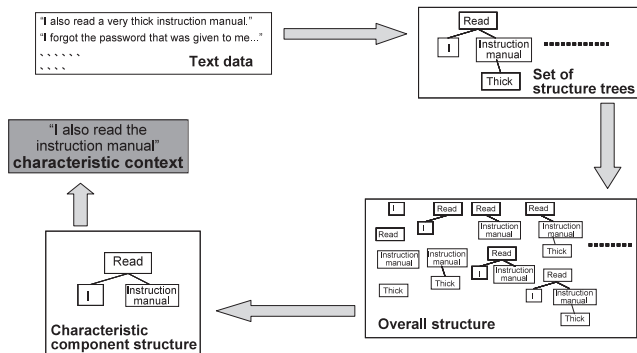 "I also read a very thick instruction manual."
"I forgot the password that was given to me..."
Text data
Read
I
Instruction
manual
Thick
Set of
structure trees
"I also read the
instruction manual"
characteristic context
I
Read
Read
Read
Read
I
Instruction
manual
Instruction
manual
Thick
Instruction
manual
Instruction
manual
Thick
Read
I
Instruction
manual
Thick
Read
I
Instruction
manual
Thick
Overall structure
Read
I
Instruction
manual
Characteristic
component structure